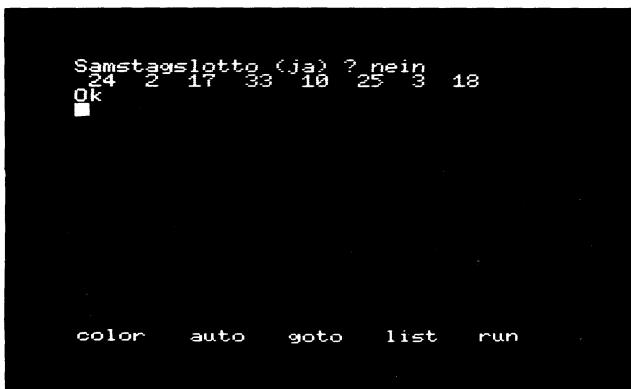 Samstagslotto (ja) ? nein
24 2 17 33 10 25 3 18
Ok
color auto goto list run